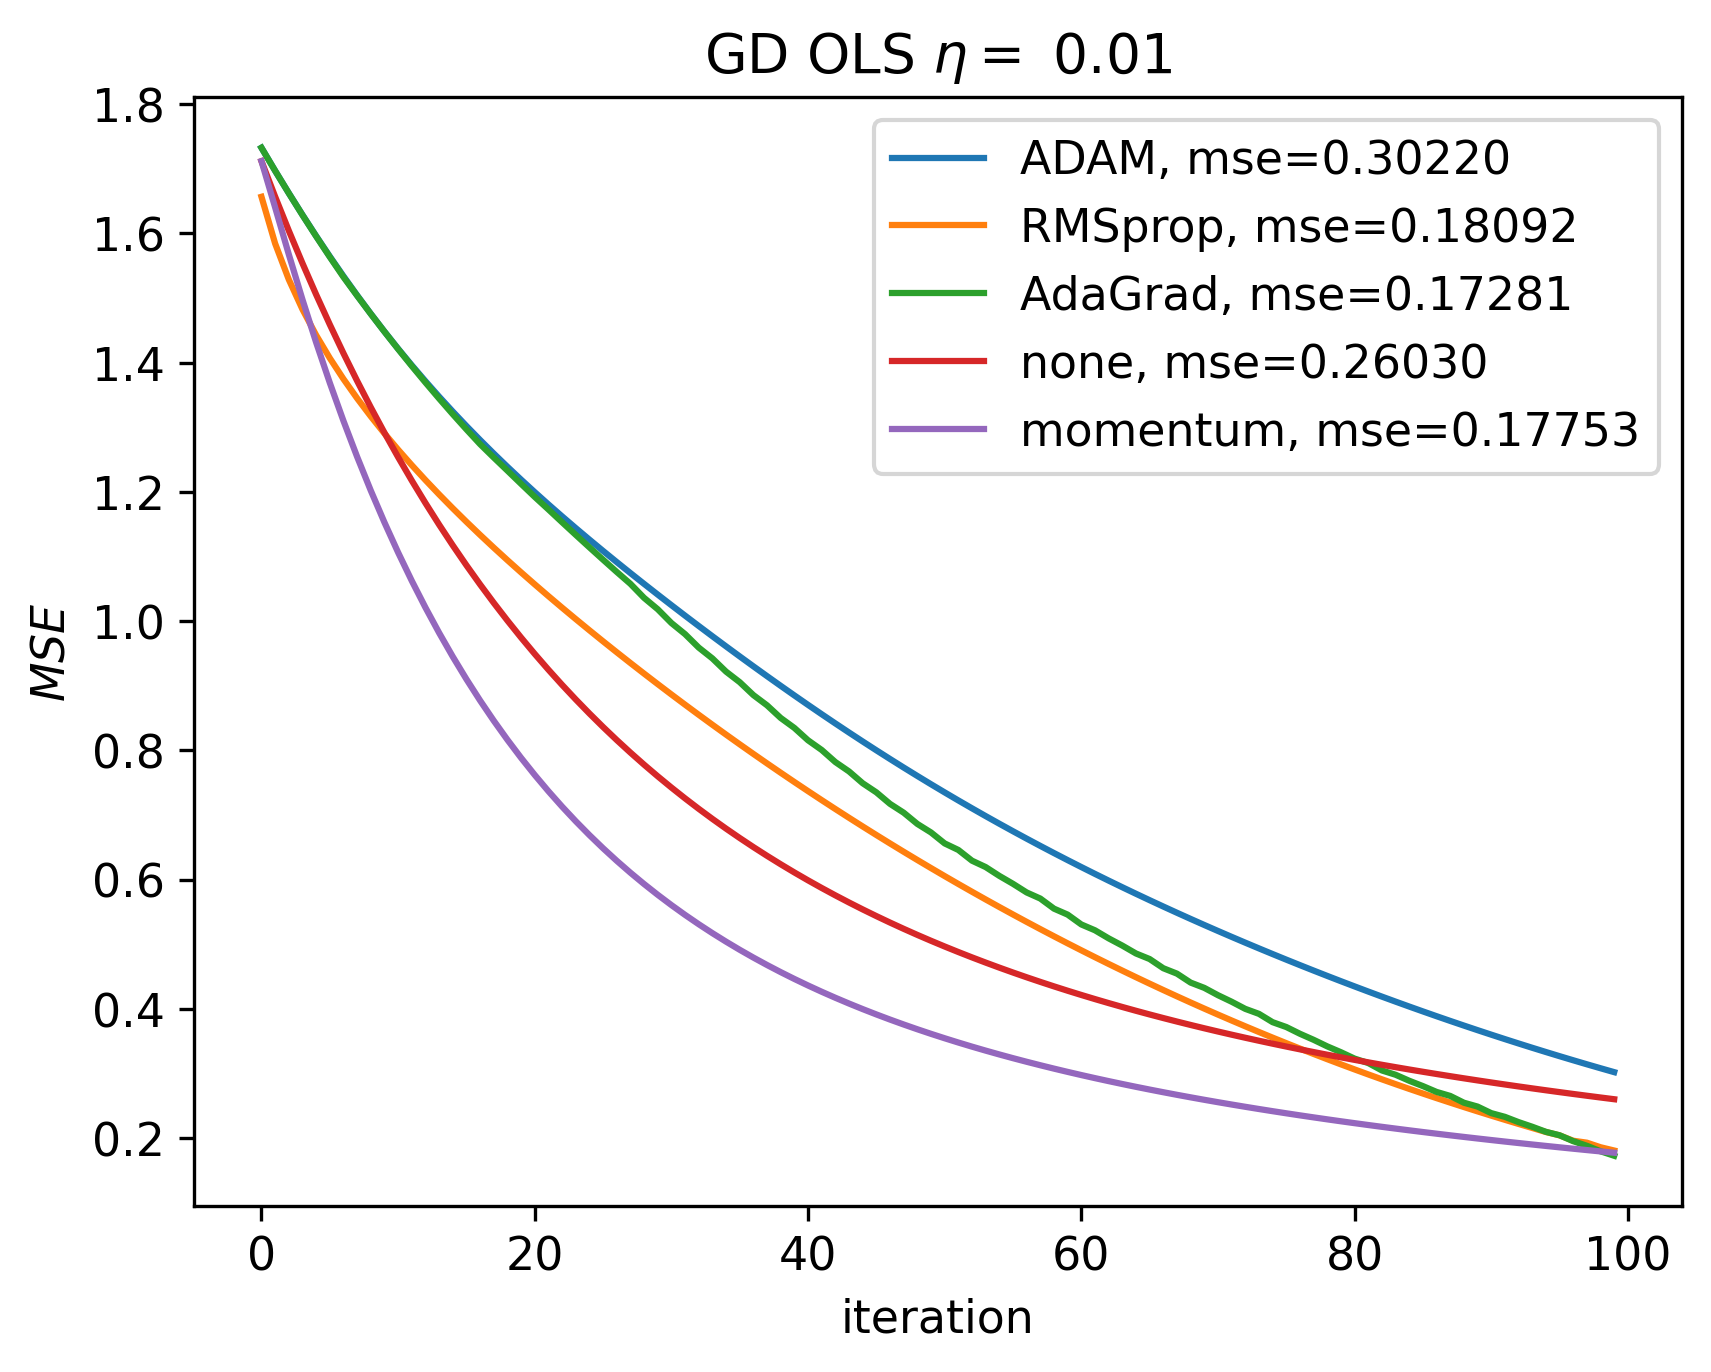 GD OLS η = 0.01
1.8
1.6
1.4
1.2
1.0
0.8
0.6
0.4
0.2
MSE
ADAM, mse=0.30220
RMSprop, mse=0.18092
AdaGrad, mse=0.17281
none, mse=0.26030
momentum, mse=0.17753
0 20 40 60 80 100
iteration